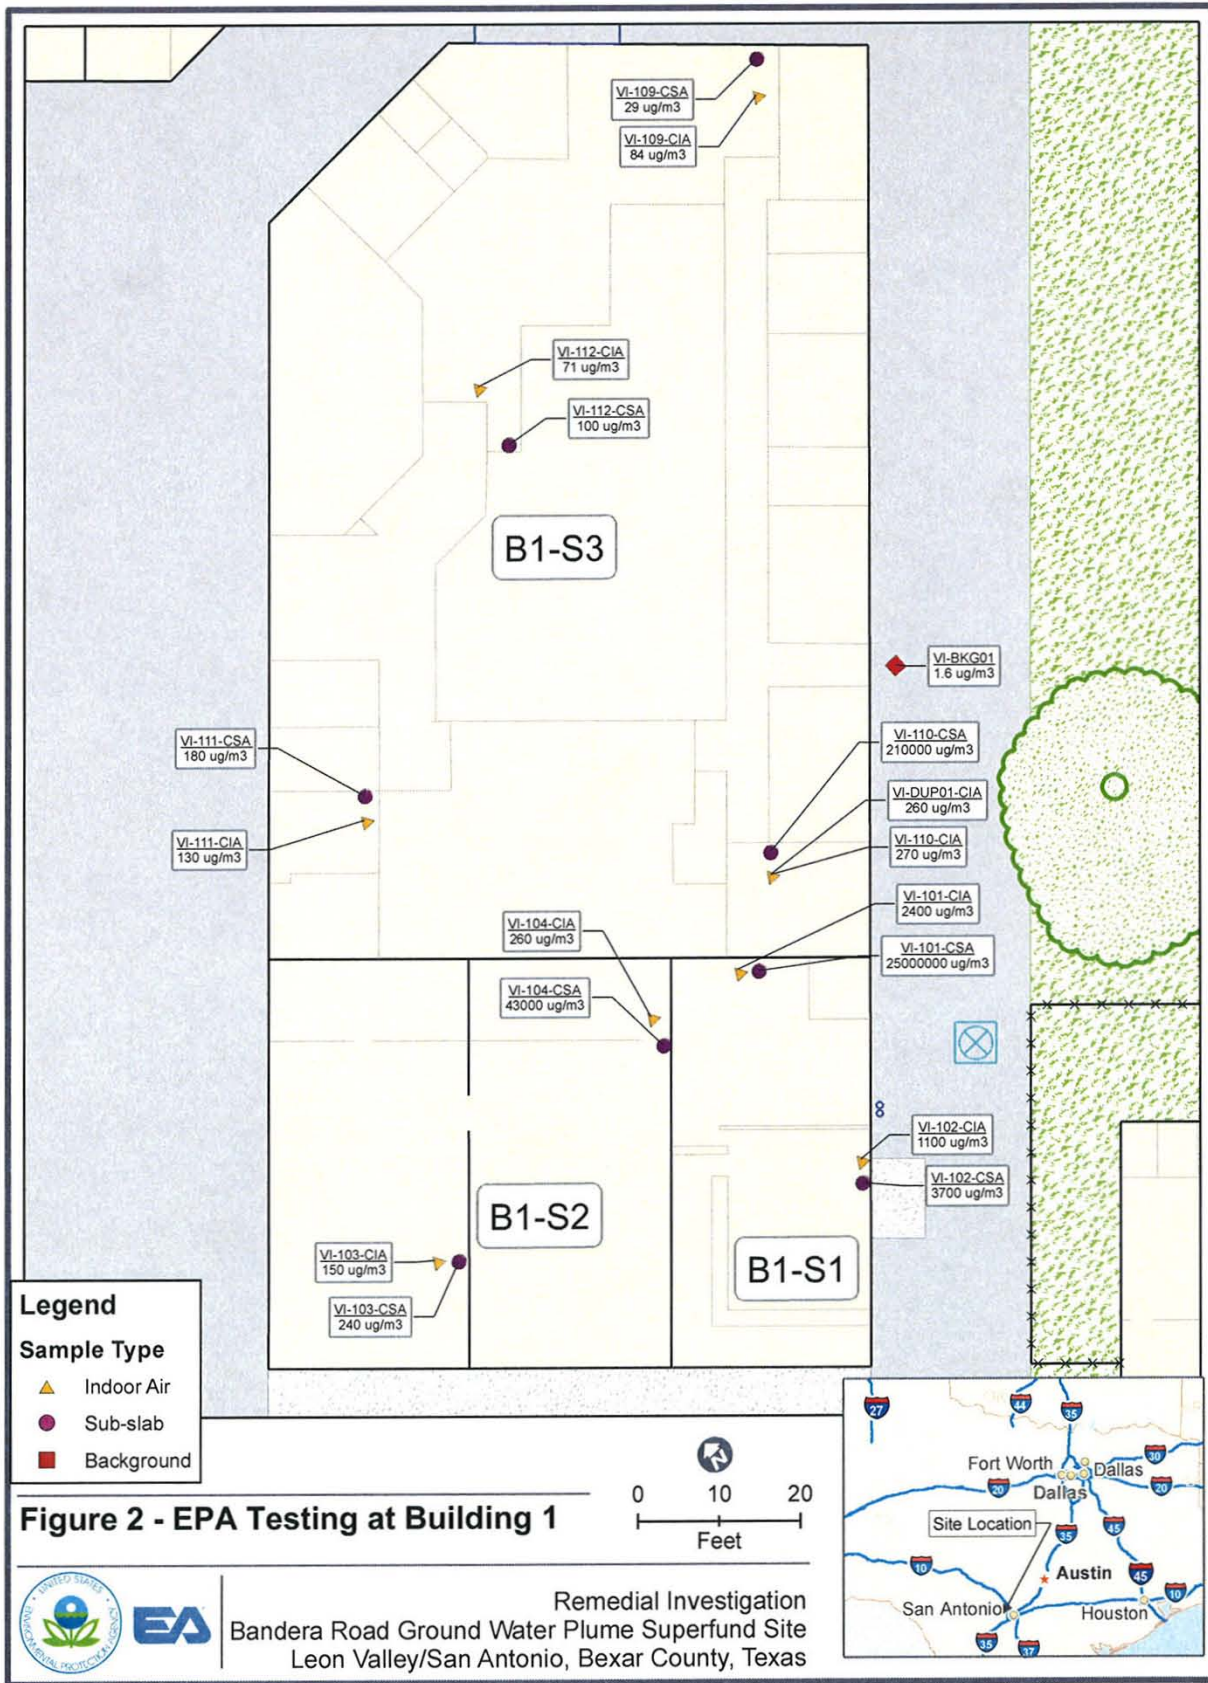 VI-109-CSA
29 ug/m3
VI-109-CIA
84 ug/m3
VI-112-CIA
71 ug/m3
VI-112-CSA
100 ug/m3
B1-S3
VI-BKG01
1.6 ug/m3
VI-111-CSA
180 ug/m3
VI-110-CSA
210000 ug/m3
VI-DUP01-CIA
260 ug/m3
VI-111-CIA
130 ug/m3
VI-110-CIA
270 ug/m3
VI-101-CIA
2400 ug/m3
VI-104-CIA
260 ug/m3
VI-101-CSA
25000000 ug/m3
VI-104-CSA
43000 ug/m3
VI-102-CIA
1100 ug/m3
VI-102-CSA
3700 ug/m3
B1-S2
VI-103-CIA
150 ug/m3
B1-S1
VI-103-CSA
240 ug/m3
Legend
Sample Type
Indoor Air
Sub-slab
Background
Figure 2 - EPA Testing at Building 1
N
0 10 20
Feet
UNITED STATES
ENVIRONMENTAL PROTECTION AGENCY
EA
Remedial Investigation
Bandera Road Ground Water Plume Superfund Site
Leon Valley/San Antonio, Bexar County, Texas
27
44
35
30
Fort Worth
Dallas
20
Dallas
20
Site Location
35
45
10
Austin
45
10
San Antonio
Houston
35
37